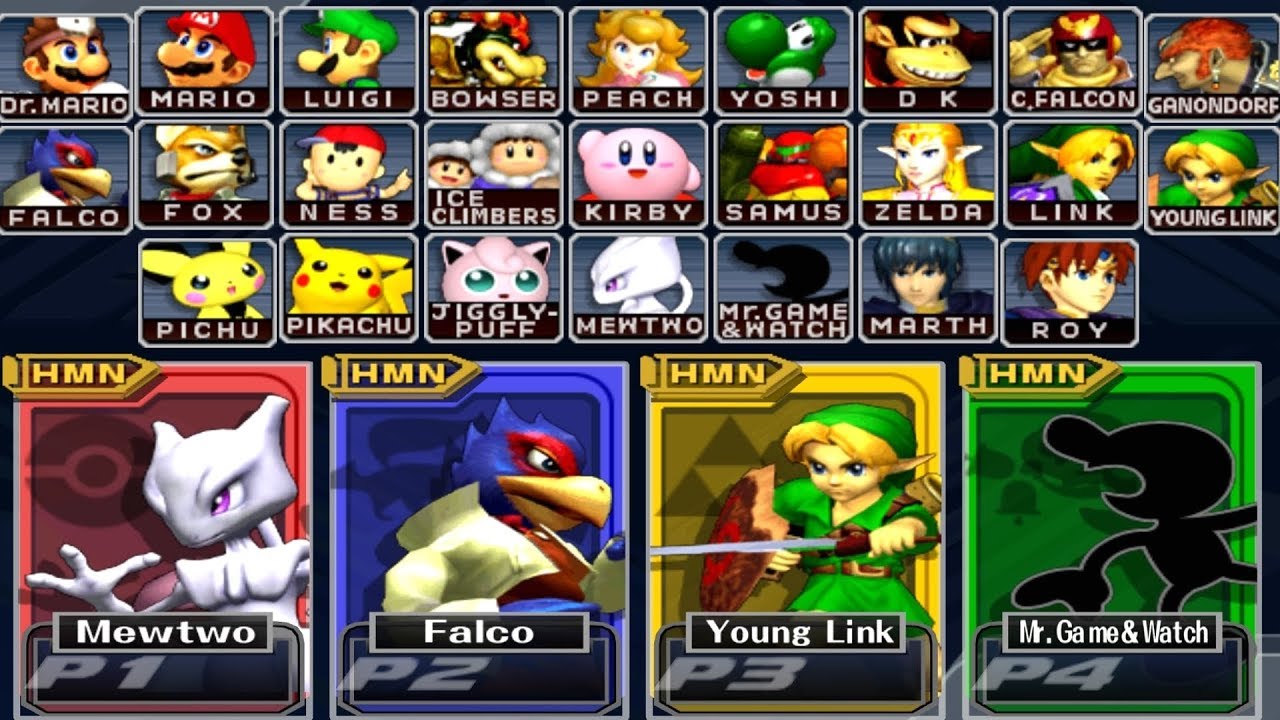 Dr.MARIO
MARIO
LUIGI
BOWSER
PEACH
YOSHI
D K
C,FALCON
GANONDORF
FALCO
FOX
NESS
ICE
CLIMBERS
KIRBY
SAMUS
ZELDA
LINK
YOUNG LINK
PICHU
PIKACHU
JIGGLY-
PUFF
MEWTWO
Mr.GAME
&WATCH
MARTH
ROY
HMN
HMN
HMN
HMN
Mewtwo
Falco
Young Link
Mr.Game&Watch
P1
P2
P3
P4